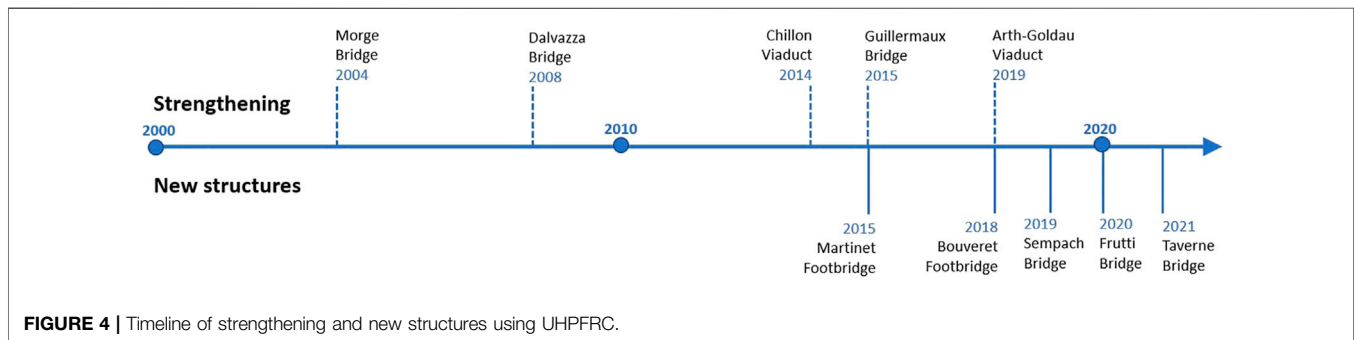 Morge
Bridge
2004
Dalvazza
Bridge
2008
Chillon
Viaduct
2014
Guillermaux
Bridge
2015
Arth-Goldau
Viaduct
2019
Strengthening
2000
2010
2020
New structures
2015
Martinet
Footbridge
2018
Bouveret
Footbridge
2019
Sempach
Bridge
2020
Frutti
Bridge
2021
Taverne
Bridge
FIGURE 4 | Timeline of strengthening and new structures using UHPFRC.